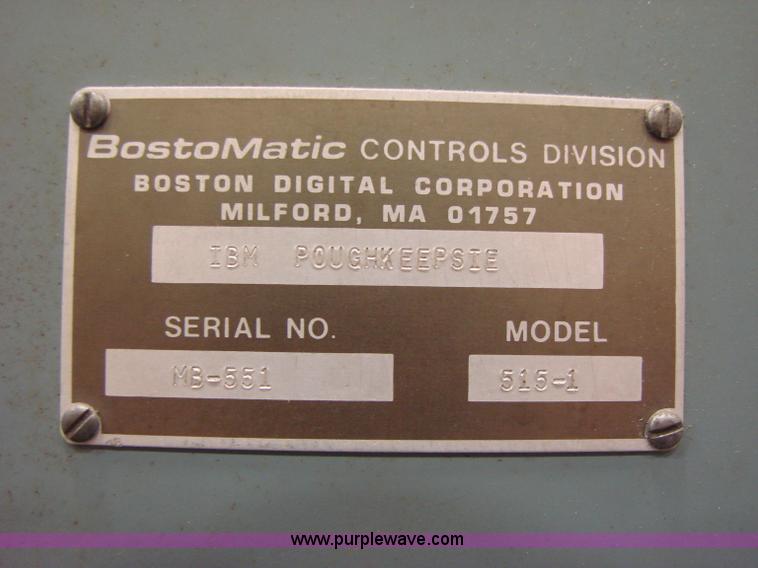 BostoMatic CONTROLS DIVISION
BOSTON DIGITAL CORPORATION
MILFORD, MA 01757
IBM POUGHKEEPSIE
SERIAL NO. MODEL
MB-551 515-1
www.purplewave.com